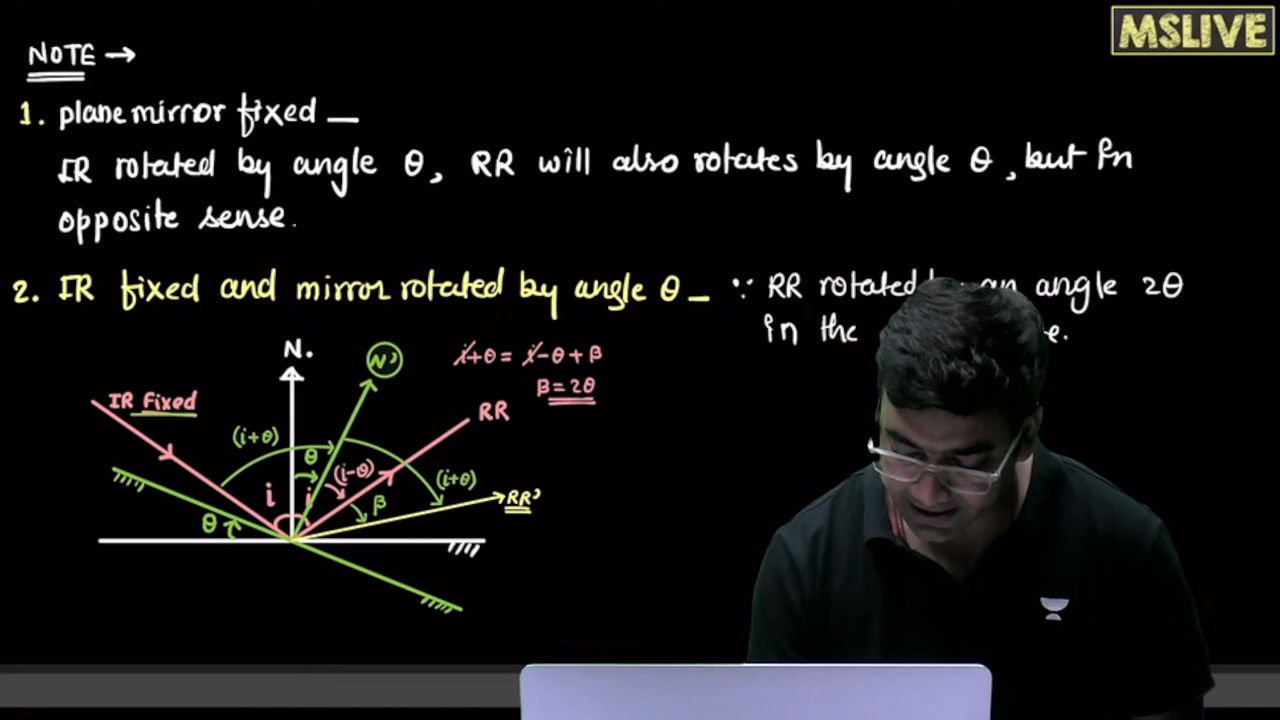 MSLIVE
NOTE →
1. plane mirror fixed _
IR rotated by angle θ, RR will also rotates by angle θ, but in
opposite sense.
2. IR fixed and mirror rotated by angle θ _ ∵ RR rotated an angle 2θ
in the
N.
N'
i+θ = i-θ+β
β = 2θ
IR Fixed
RR
(i+θ)
θ
(i-θ)
(i+θ)
i
i
β
RR'
θ